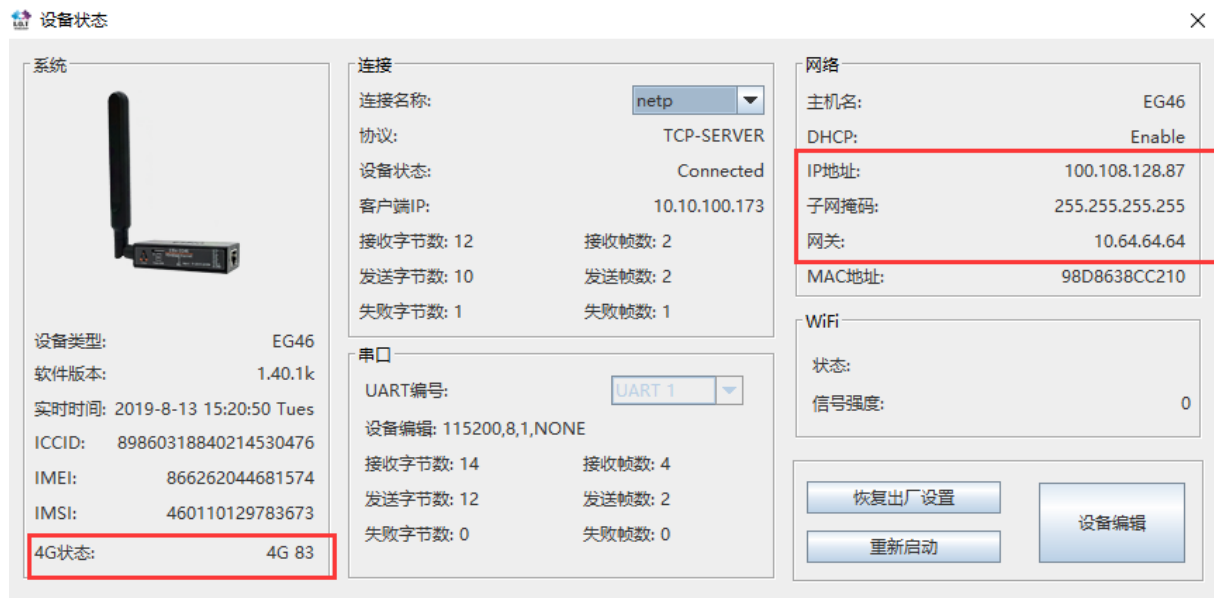 设备状态
系统
设备类型: EG46
软件版本: 1.40.1k
实时时间: 2019-8-13 15:20:50 Tues
ICCID: 89860318840214530476
IMEI: 866262044681574
IMSI: 460110129783673
4G状态: 4G 83
连接
连接名称: netp
协议: TCP-SERVER
设备状态: Connected
客户端IP: 10.10.100.173
接收字节数: 12 接收帧数: 2
发送字节数: 10 发送帧数: 2
失败字节数: 1 失败帧数: 1
串口
UART编号: UART 1
设备编辑: 115200,8,1,NONE
接收字节数: 14 接收帧数: 4
发送字节数: 12 发送帧数: 2
失败字节数: 0 失败帧数: 0
网络
主机名: EG46
DHCP: Enable
IP地址: 100.108.128.87
子网掩码: 255.255.255.255
网关: 10.64.64.64
MAC地址: 98D8638CC210
WiFi
状态:
信号强度: 0
恢复出厂设置
重新启动
设备编辑